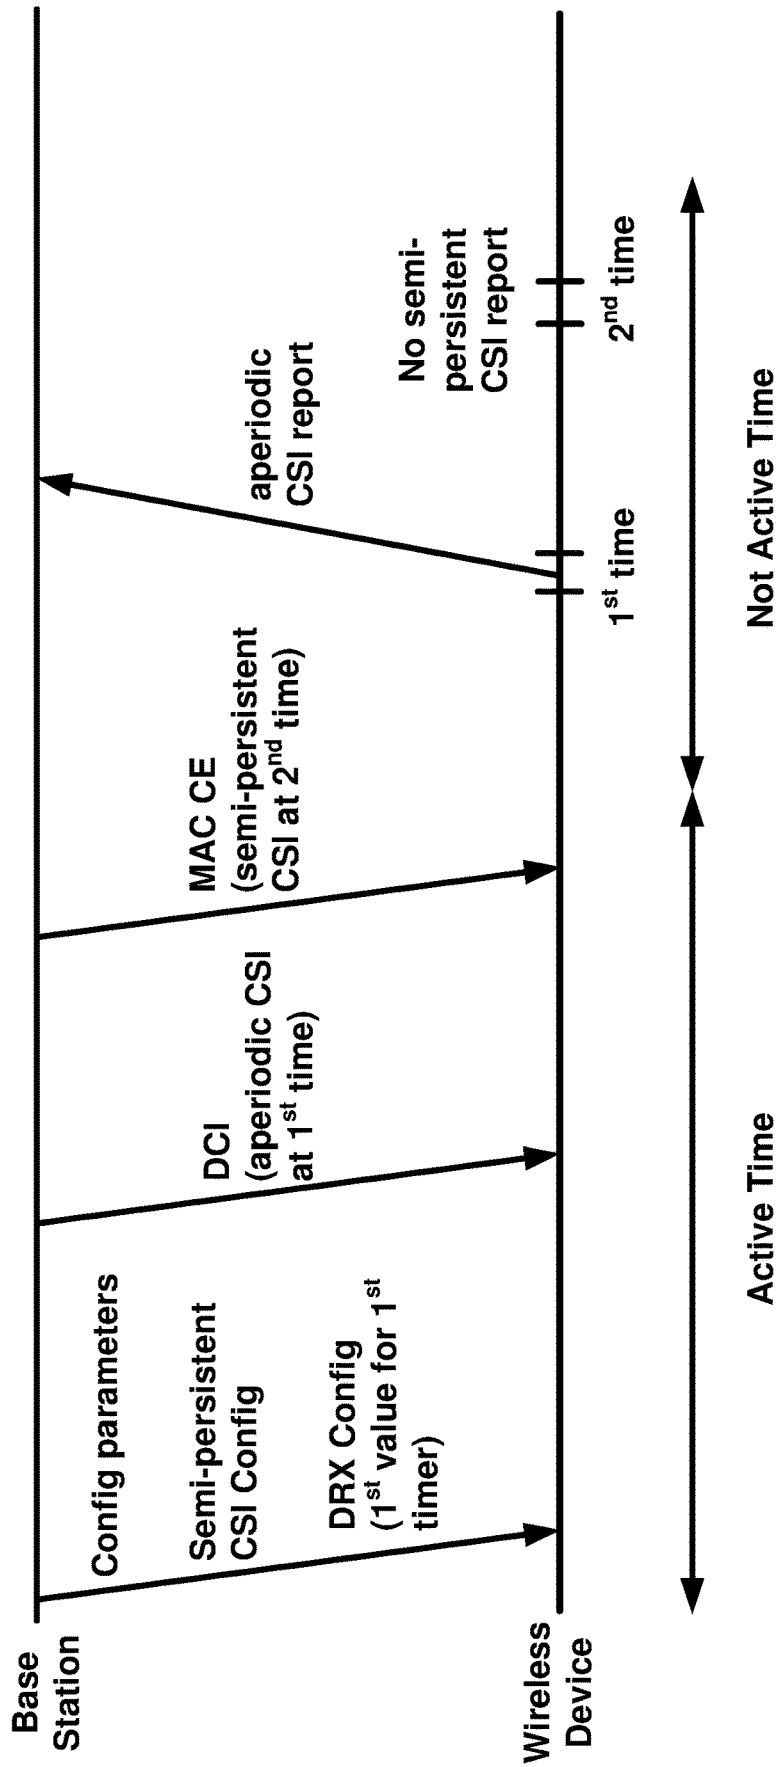 Base
Station
Config parameters
Semi-persistent
CSI Config
DRX Config
(1st value for 1st
timer)
DCI
(aperiodic CSI
at 1st time)
MAC CE
(semi-persistent
CSI at 2nd time)
aperiodic
CSI report
No semi-
persistent
CSI report
Wireless
Device
1st time
2nd time
Active Time
Not Active Time